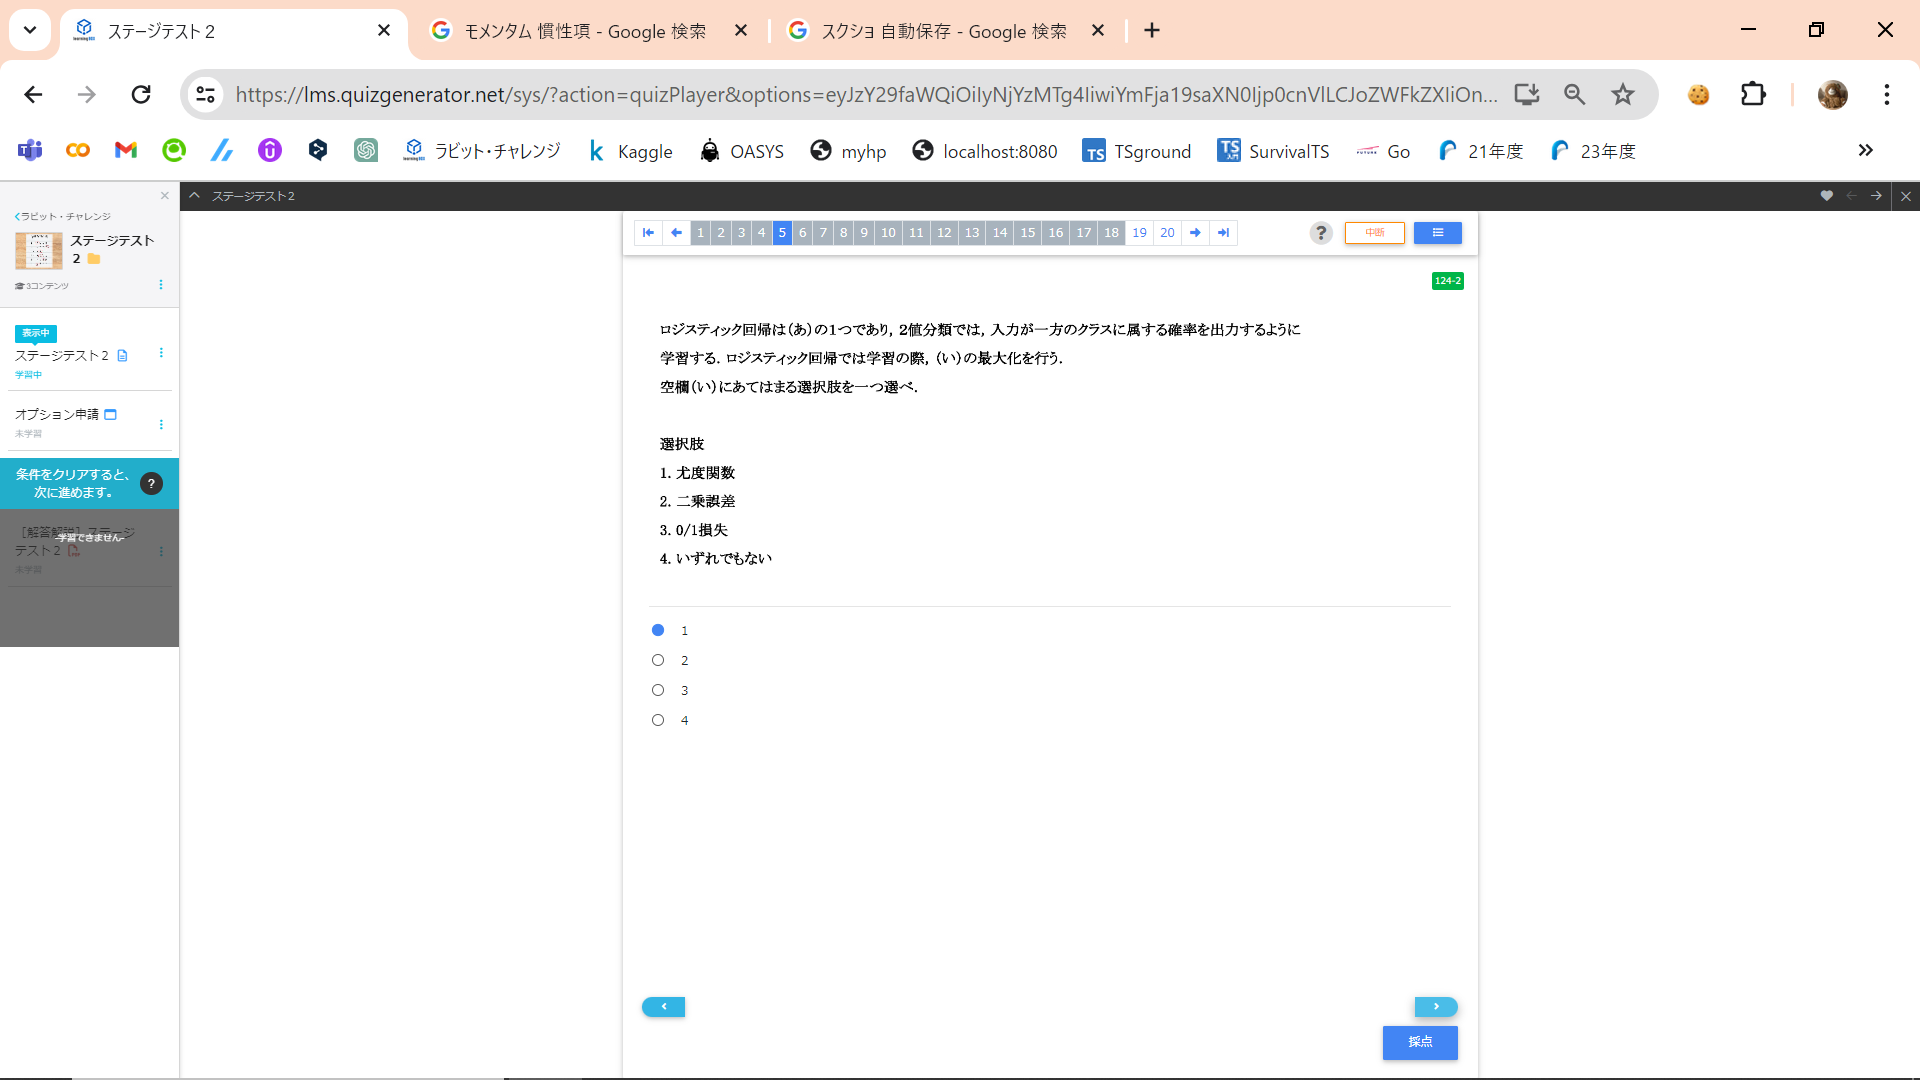 ステージテスト２
モメンタム 慣性項 - Google 検索
スクショ 自動保存 - Google 検索
https://lms.quizgenerator.net/sys/?action=quizPlayer&options=eyJzY29faWQiOiIyNjYzMTg4IiwiYmFja19saXN0Ijp0cnVlLCJoZWFkZXIiOn...
ラビット・チャレンジ
Kaggle
OASYS
myhp
localhost:8080
TSground
SurvivalTS
Go
21年度
23年度
ステージテスト２
ラビット・チャレンジ
ステージテスト
２
3コンテンツ
表示中
ステージテスト２
学習中
オプション申請
未学習
条件をクリアすると、
次に進めます。
?
［解答解説］ステージ
テスト２
-学習できません-
未学習
1 2 3 4 5 6 7 8 9 10 11 12 13 14 15 16 17 18 19 20
?
中断
124-2
ロジスティック回帰は（あ）の１つであり，２値分類では，入力が一方のクラスに属する確率を出力するように
学習する．ロジスティック回帰では学習の際，（い）の最大化を行う．
空欄（い）にあてはまる選択肢を一つ選べ．
選択肢
1. 尤度関数
2. 二乗誤差
3. 0/1損失
4. いずれでもない
1
2
3
4
採点